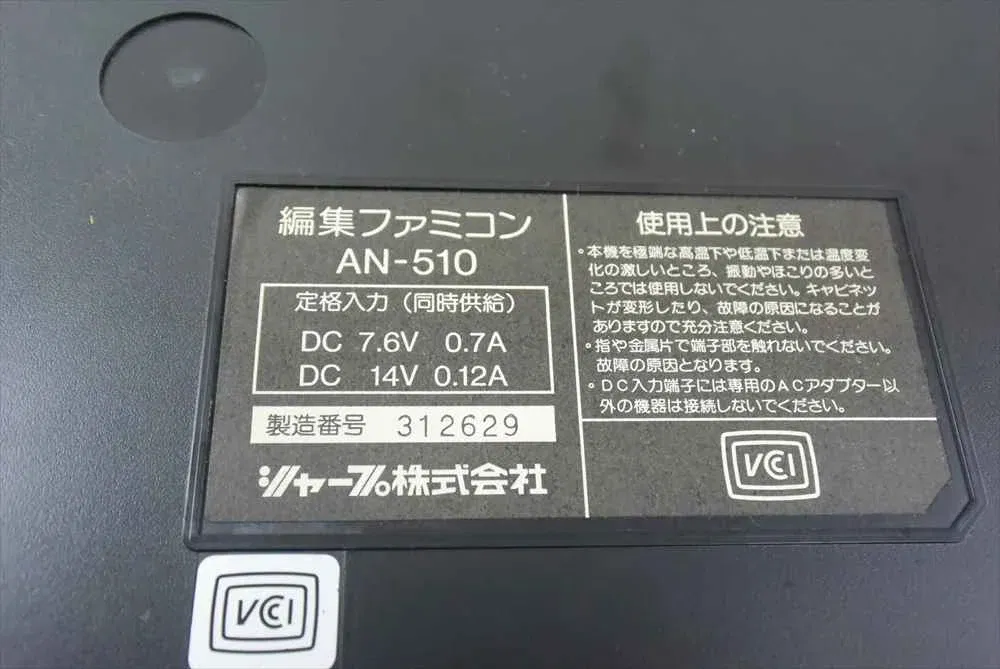 編集ファミコン
AN-510
定格入力（同時供給）
DC 7.6V 0.7A
DC 14V 0.12A
製造番号 312629
シャープ株式会社
使用上の注意
・本機を極端な高温下や低温下または温度変
化の激しいところ、振動やほこりの多いと
ころでは使用しないでください。キャビネッ
トが変形したり、故障の原因になることが
ありますので充分注意ください。
・指や金属片で端子部を触れないでください。
故障の原因となります。
・DC入力端子には専用のACアダプター以
外の機器は接続しないでください。
VCCI
VCCI